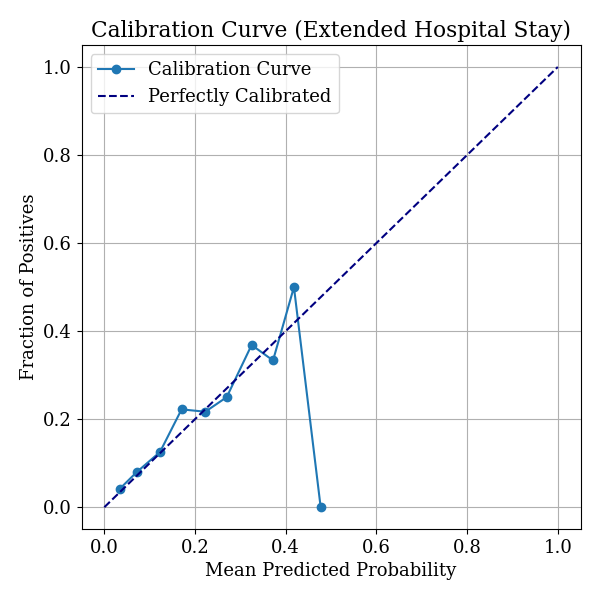 Calibration Curve (Extended Hospital Stay)
Calibration Curve
Perfectly Calibrated
1.0
0.8
0.6
0.4
0.2
0.0
Fraction of Positives
0.0 0.2 0.4 0.6 0.8 1.0
Mean Predicted Probability